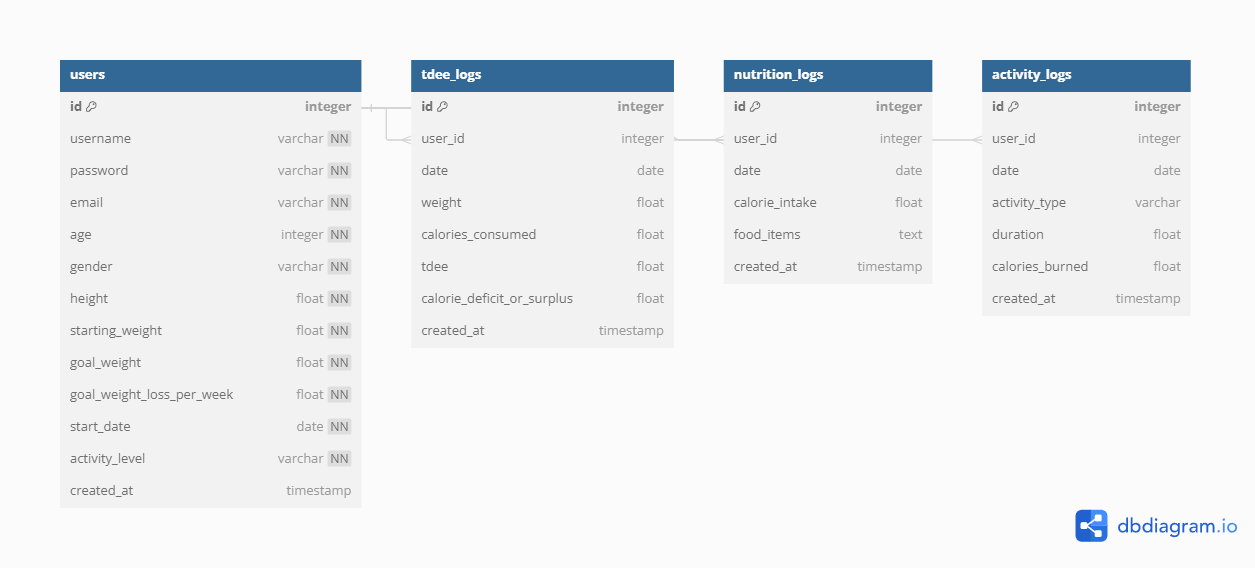 users
id integer
username varchar NN
password varchar NN
email varchar NN
age integer NN
gender varchar NN
height float NN
starting_weight float NN
goal_weight float NN
goal_weight_loss_per_week float NN
start_date date NN
activity_level varchar NN
created_at timestamp
tdee_logs
id integer
user_id integer
date date
weight float
calories_consumed float
tdee float
calorie_deficit_or_surplus float
created_at timestamp
nutrition_logs
id integer
user_id integer
date date
calorie_intake float
food_items text
created_at timestamp
activity_logs
id integer
user_id integer
date date
activity_type varchar
duration float
calories_burned float
created_at timestamp
dbdiagram.io